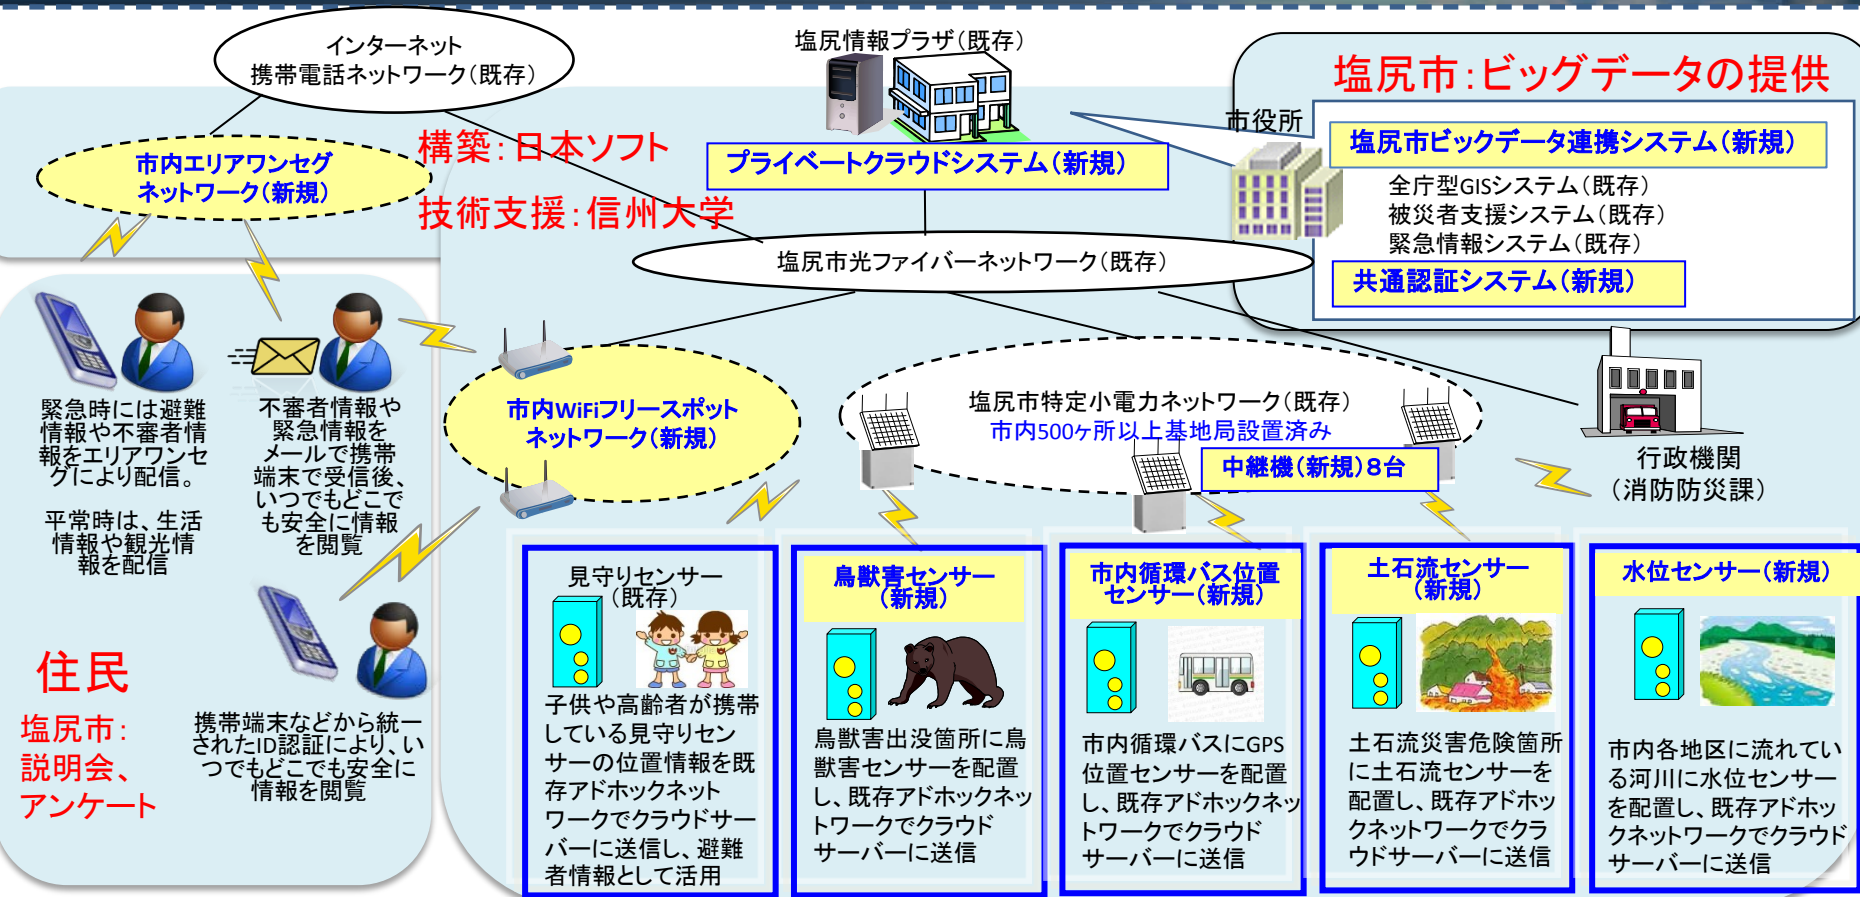 インターネット
携帯電話ネットワーク(既存)
塩尻情報プラザ(既存)
塩尻市:ビッグデータの提供
市役所
塩尻市ビックデータ連携システム(新規)
全庁型GISシステム(既存)
被災者支援システム(既存)
緊急情報システム(既存)
共通認証システム(新規)
市内エリアワンセグ
ネットワーク(新規)
構築:日本ソフト
技術支援:信州大学
プライベートクラウドシステム(新規)
塩尻市光ファイバーネットワーク(既存)
緊急時には避難
情報や不審者情
報をエリアワンセ
グにより配信。
平常時は、生活
情報や観光情
報を配信
不審者情報や
緊急情報を
メールで携帯
端末で受信後、
いつでもどこで
も安全に情報
を閲覧
市内WiFiフリースポット
ネットワーク(新規)
塩尻市特定小電力ネットワーク(既存)
市内500ヶ所以上基地局設置済み
中継機(新規)8台
行政機関
(消防防災課)
住民
塩尻市:
説明会、
アンケート
携帯端末などから統一
されたID認証により、い
つでもどこでも安全に
情報を閲覧
見守りセンサー
(既存)
子供や高齢者が携帯
している見守りセン
サーの位置情報を既
存アドホックネット
ワークでクラウドサー
バーに送信し、避難
者情報として活用
鳥獣害センサー
(新規)
鳥獣害出没箇所に鳥
獣害センサーを配置
し、既存アドホックネッ
トワークでクラウド
サーバーに送信
市内循環バス位置
センサー(新規)
市内循環バスにGPS
位置センサーを配置
し、既存アドホックネッ
トワークでクラウド
サーバーに送信
土石流センサー
(新規)
土石流災害危険箇所
に土石流センサーを
配置し、既存アドホッ
クネットワークでクラ
ウドサーバーに送信
水位センサー(新規)
市内各地区に流れてい
る河川に水位センサー
を配置し、既存アドホッ
クネットワークでクラウド
サーバーに送信